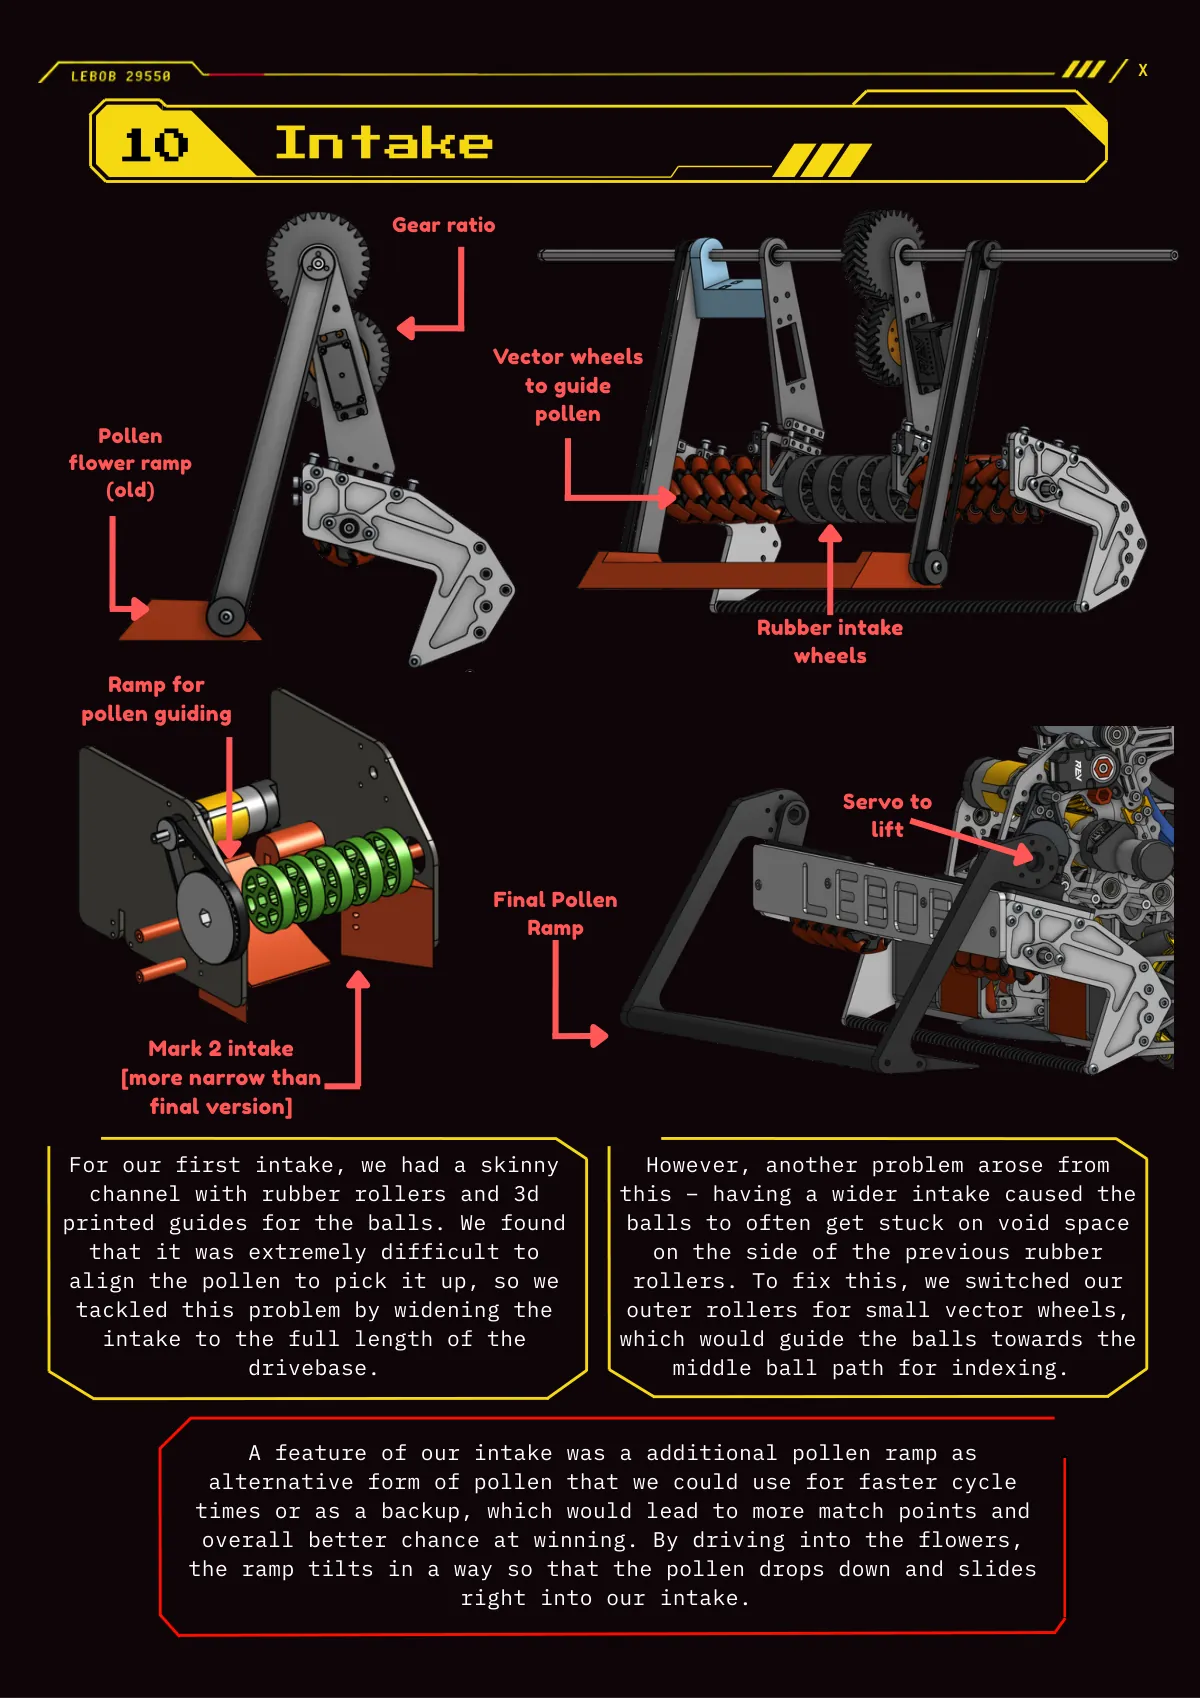 LEBOB 29550
X
10 Intake
Gear ratio
Vector wheels
to guide
pollen
Pollen
flower ramp
(old)
Rubber intake
wheels
Ramp for
pollen guiding
Servo to
lift
REV
LEBOB
Final Pollen
Ramp
Mark 2 intake
[more narrow than
final version]
For our first intake, we had a skinny
channel with rubber rollers and 3d
printed guides for the balls. We found
that it was extremely difficult to
align the pollen to pick it up, so we
tackled this problem by widening the
intake to the full length of the
drivebase.
However, another problem arose from
this – having a wider intake caused the
balls to often get stuck on void space
on the side of the previous rubber
rollers. To fix this, we switched our
outer rollers for small vector wheels,
which would guide the balls towards the
middle ball path for indexing.
A feature of our intake was a additional pollen ramp as
alternative form of pollen that we could use for faster cycle
times or as a backup, which would lead to more match points and
overall better chance at winning. By driving into the flowers,
the ramp tilts in a way so that the pollen drops down and slides
right into our intake.